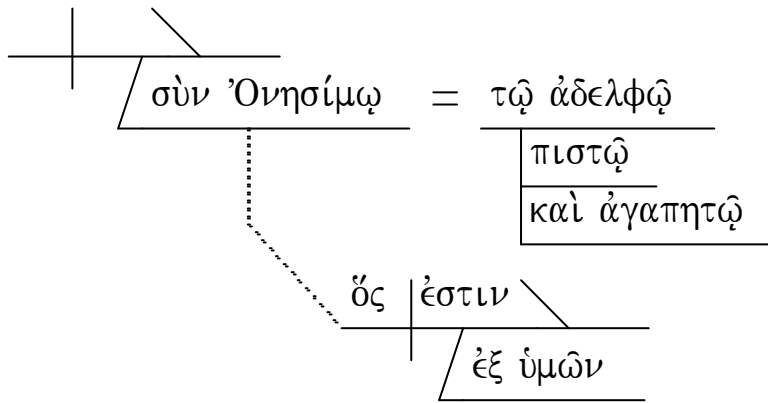 σὺν Ὀνησίμῳ = τῷ ἀδελφῷ
πιστῷ
καὶ ἀγαπητῷ
ὅς ἐστιν
ἐξ ὑμῶν